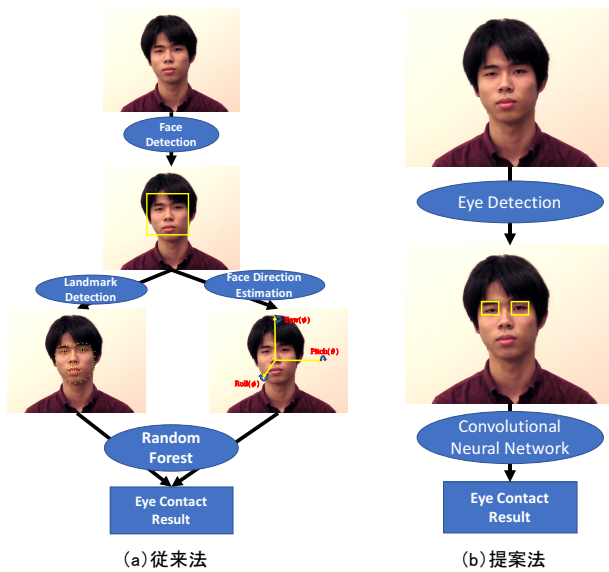 Face
Detection
Landmark
Detection
Face Direction
Estimation
Yaw(ψ)
Pitch(θ)
Roll(φ)
Random
Forest
Eye Contact
Result
(a)従来法
Eye Detection
Convolutional
Neural Network
Eye Contact
Result
(b)提案法